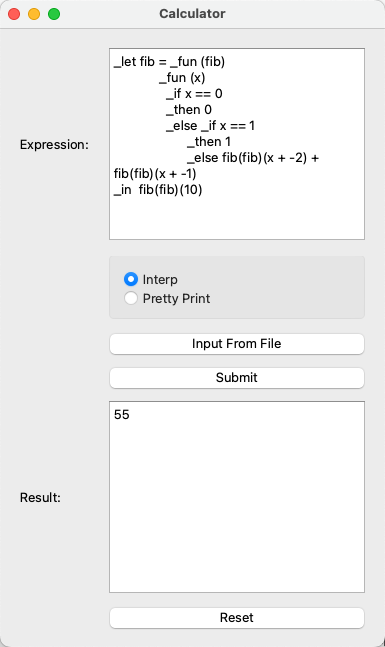 Calculator
Expression:
_let fib = _fun (fib)
_fun (x)
_if x == 0
_then 0
_else _if x == 1
_then 1
_else fib(fib)(x + -2) +
fib(fib)(x + -1)
_in  fib(fib)(10)
Interp
Pretty Print
Input From File
Submit
Result:
55
Reset